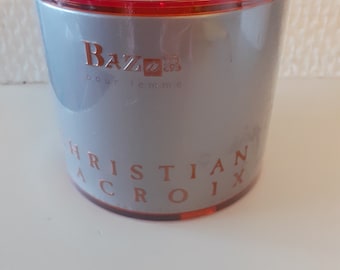 BAZ
pour femme
HRISTIAN
ACROIX